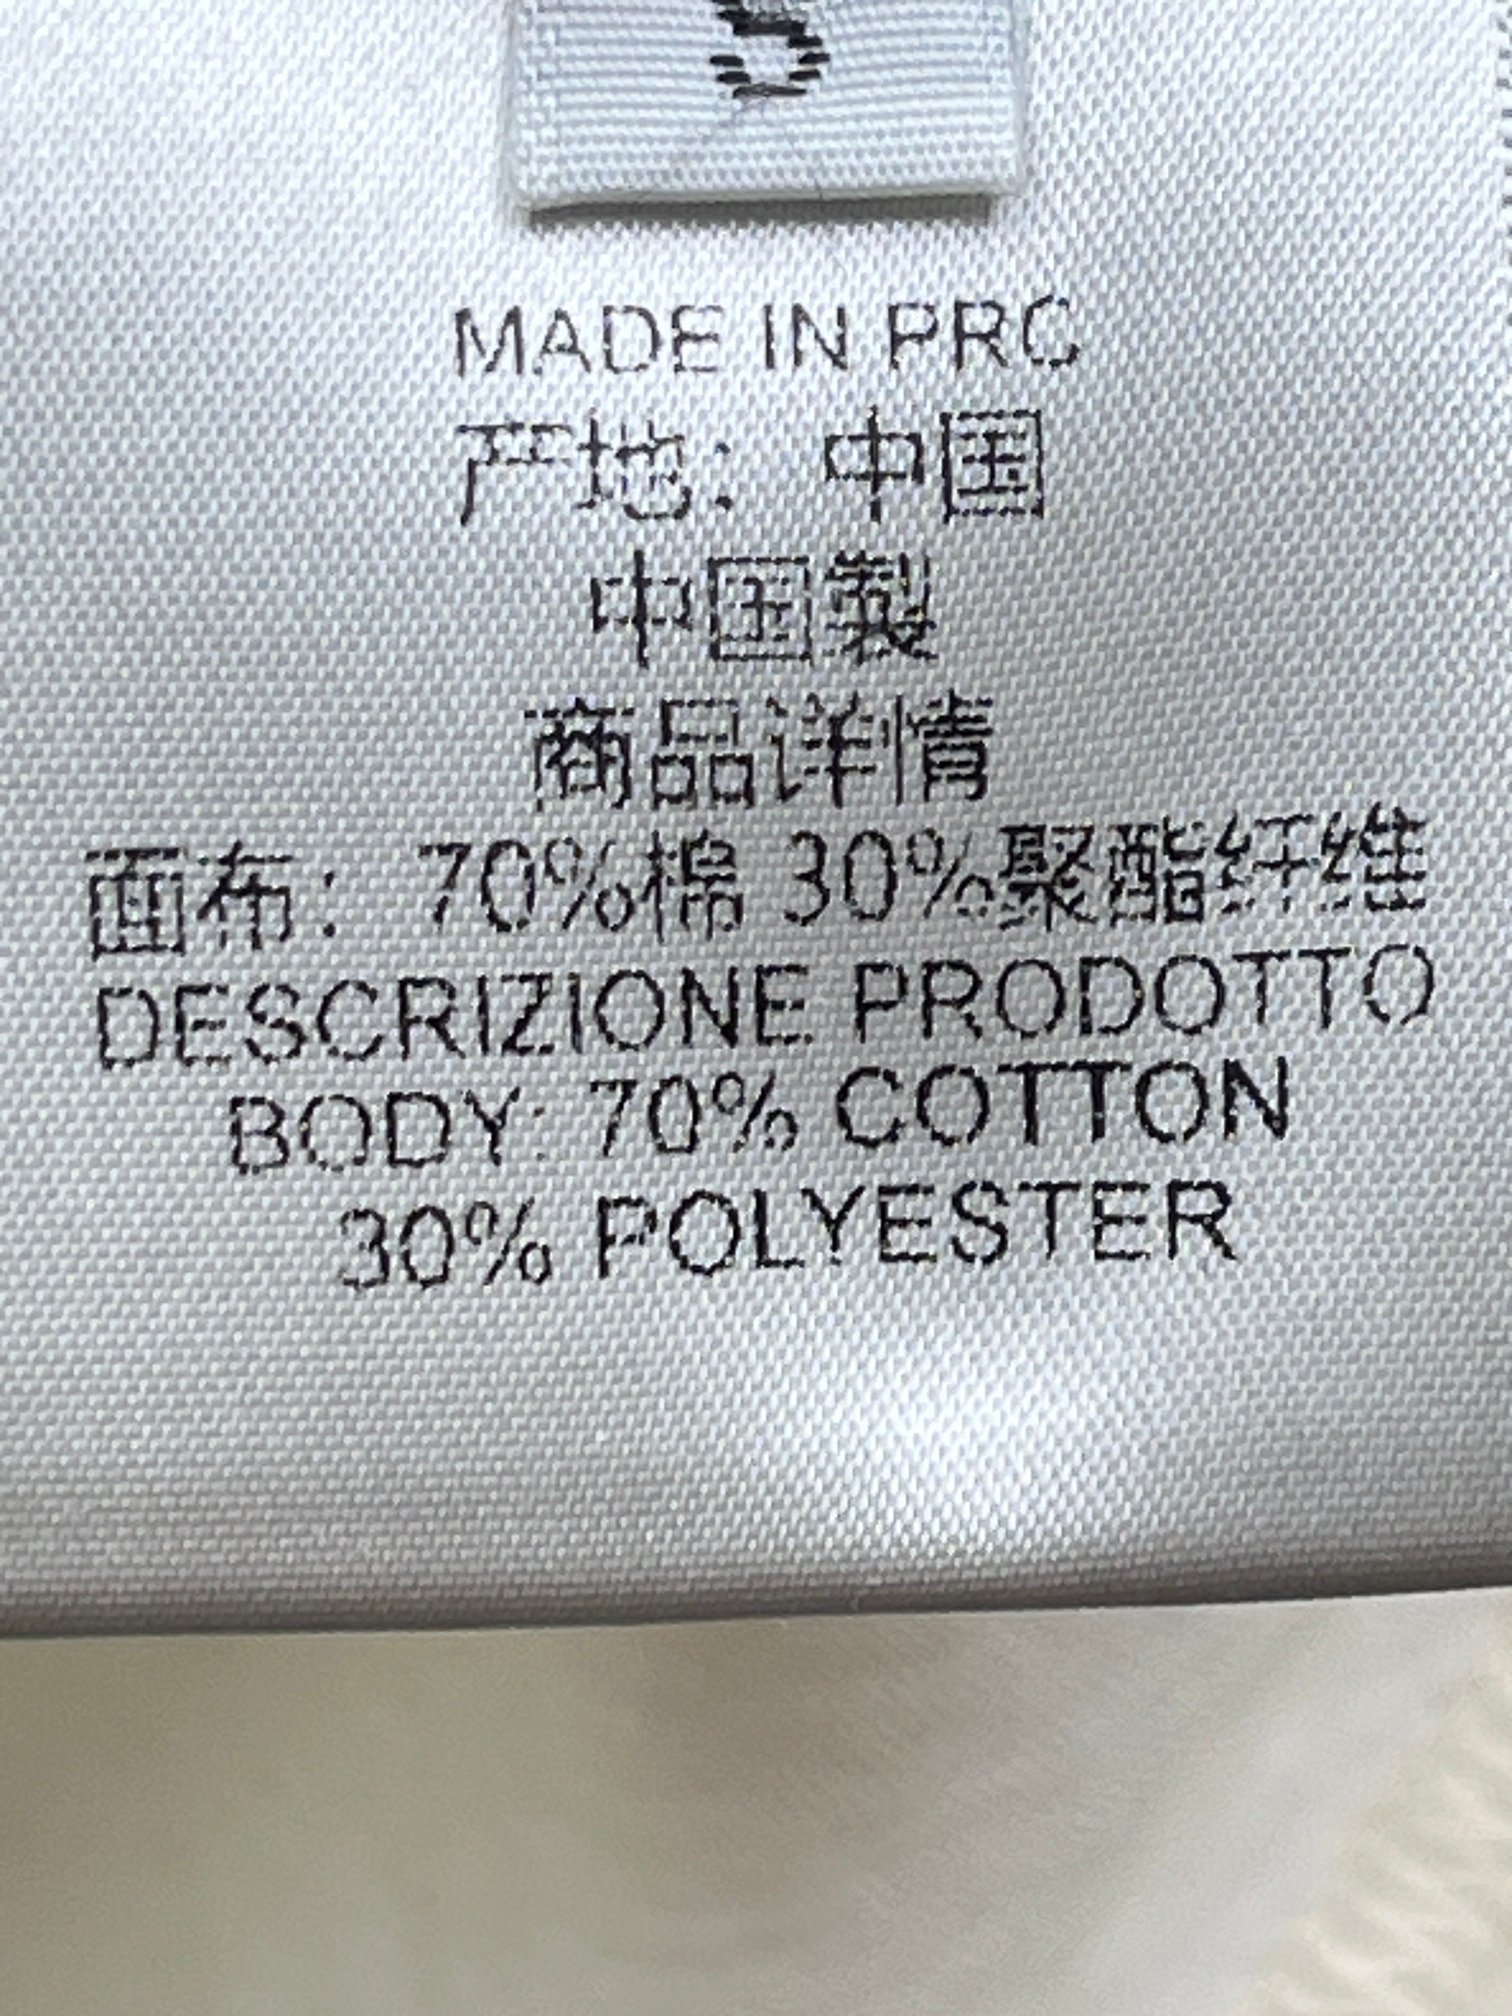 MADE IN PRC
产地: 中国
中国製
商品详情
画布: 70%棉 30%聚酯纤维
DESCRIZIONE PRODOTTO
BODY: 70% COTTON
30% POLYESTER